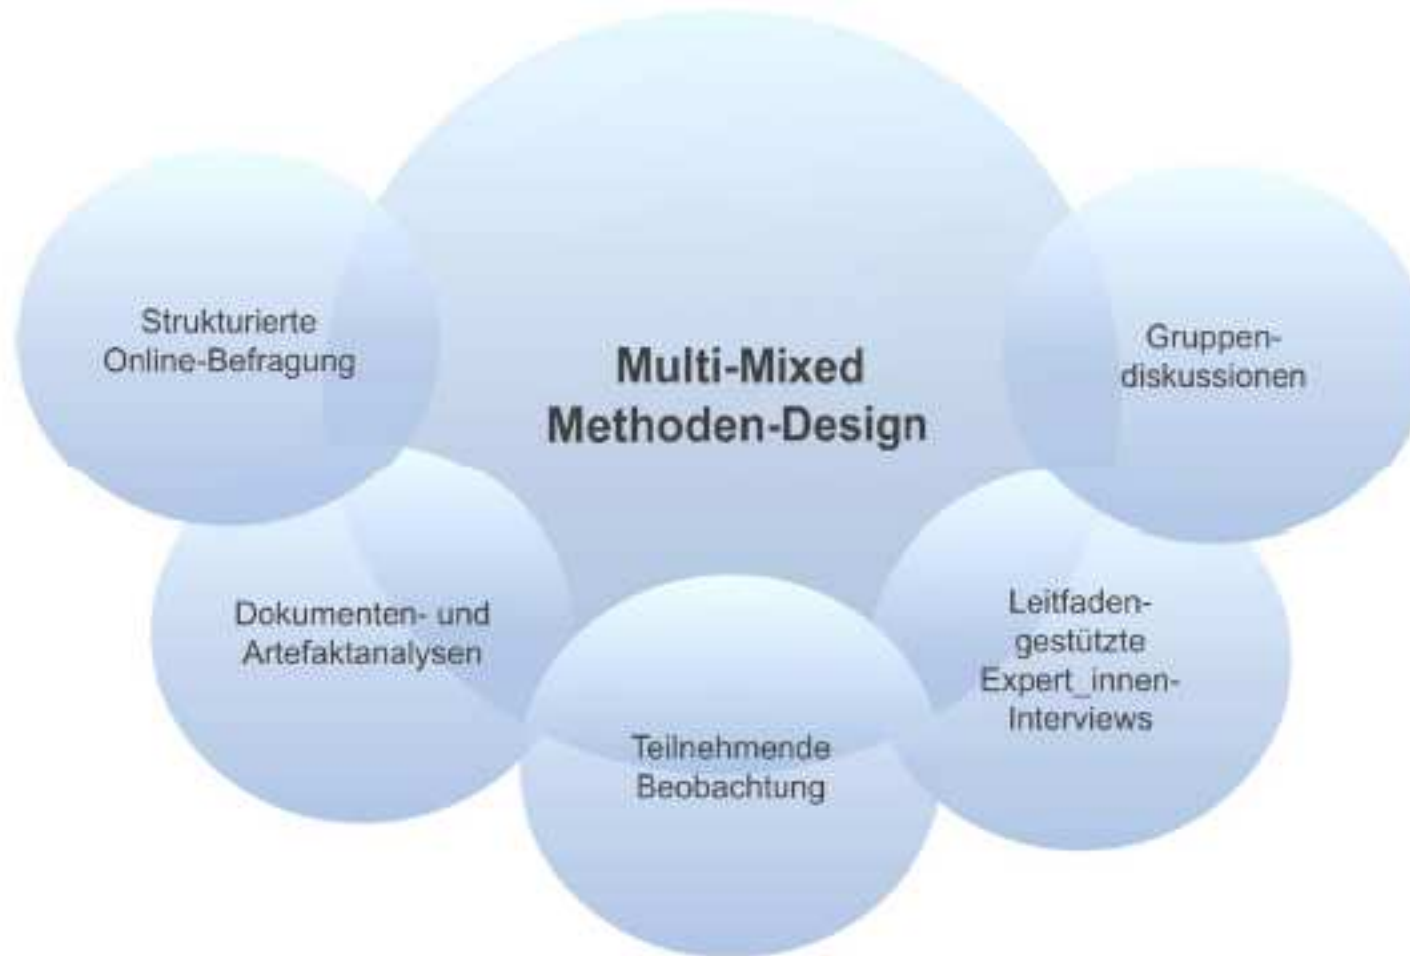 Strukturierte
Online-Befragung
Multi-Mixed
Methoden-Design
Gruppen-
diskussionen
Dokumenten- und
Artefaktanalysen
Teilnehmende
Beobachtung
Leitfaden-
gestützte
Expert_innen-
Interviews